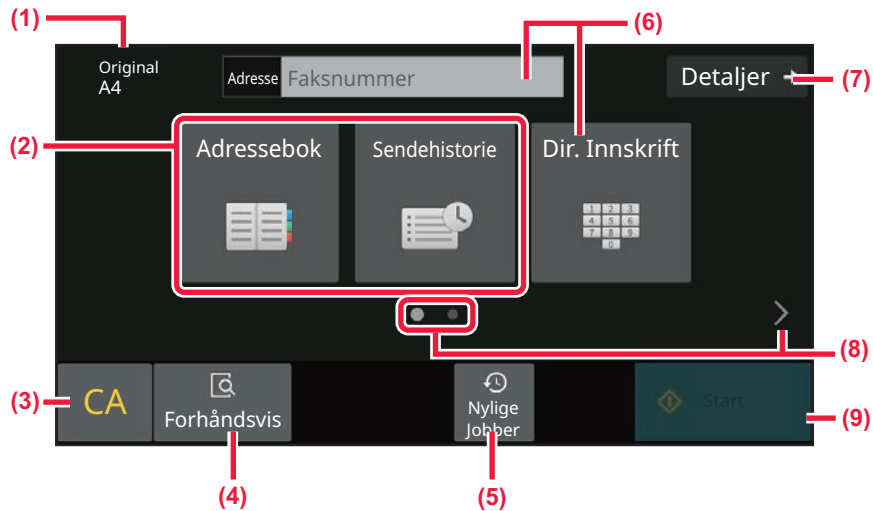 (1)
(6)
Original
A4
Adresse Faksnummer
Detaljer
(7)
(2)
Adressebok
Sendehistorie
Dir. Innskrift
1 2 3
4 5 6
7 8 9
0
(8)
(3)
CA
Forhåndsvis
Nylige
Jobber
Start
(9)
(4)
(5)